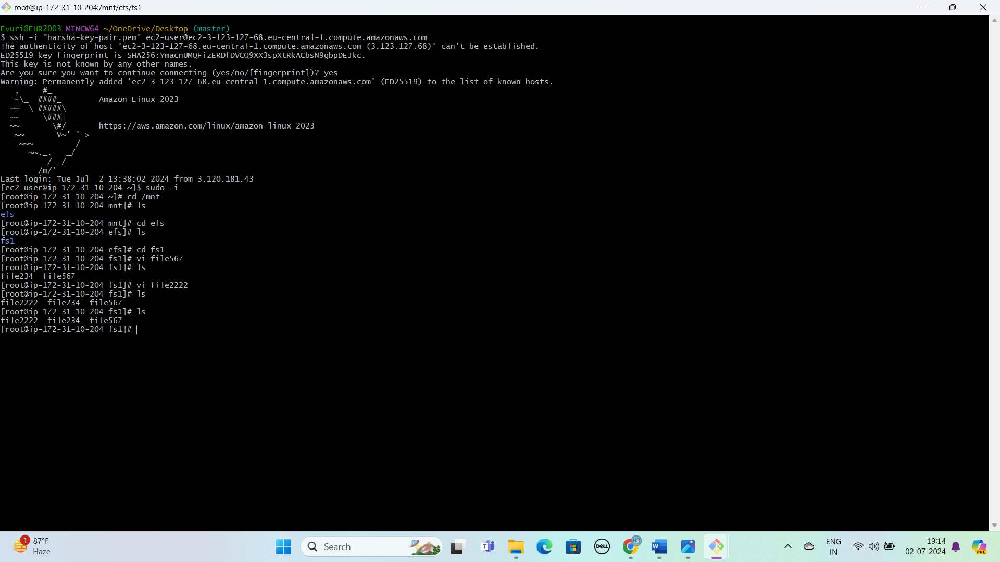 root@ip-172-31-10-204:/mnt/efs/fs1
Evuri@EHR2003 MINGW64 ~/OneDrive/Desktop (master)
$ ssh -i "harsha-key-pair.pem" ec2-user@ec2-3-123-127-68.eu-central-1.compute.amazonaws.com
The authenticity of host 'ec2-3-123-127-68.eu-central-1.compute.amazonaws.com (3.123.127.68)' can't be established.
ED25519 key fingerprint is SHA256:YmacnUMQFizERDfDVCQ9XX3spXtRkACbsN9gbpDEJkc.
This key is not known by any other names.
Are you sure you want to continue connecting (yes/no/[fingerprint])? yes
Warning: Permanently added 'ec2-3-123-127-68.eu-central-1.compute.amazonaws.com' (ED25519) to the list of known hosts.
   ,     #_
   ~\_  ####_        Amazon Linux 2023
  ~~  \_#####\
  ~~     \###|
  ~~       \#/ ___   https://aws.amazon.com/linux/amazon-linux-2023
   ~~       V~' '->
    ~~~         /
      ~~._.   _/
         _/ _/
       _/m/'
Last login: Tue Jul  2 13:38:02 2024 from 3.120.181.43
[ec2-user@ip-172-31-10-204 ~]$ sudo -i
[root@ip-172-31-10-204 ~]# cd /mnt
[root@ip-172-31-10-204 mnt]# ls
efs
[root@ip-172-31-10-204 mnt]# cd efs
[root@ip-172-31-10-204 efs]# ls
fs1
[root@ip-172-31-10-204 efs]# cd fs1
[root@ip-172-31-10-204 fs1]# vi file567
[root@ip-172-31-10-204 fs1]# ls
file234  file567
[root@ip-172-31-10-204 fs1]# vi file2222
[root@ip-172-31-10-204 fs1]# ls
file2222  file234  file567
[root@ip-172-31-10-204 fs1]# ls
file2222  file234  file567
[root@ip-172-31-10-204 fs1]#
1
87°F
Haze
Search
DELL
W
ENG
IN
19:14
02-07-2024
PRE